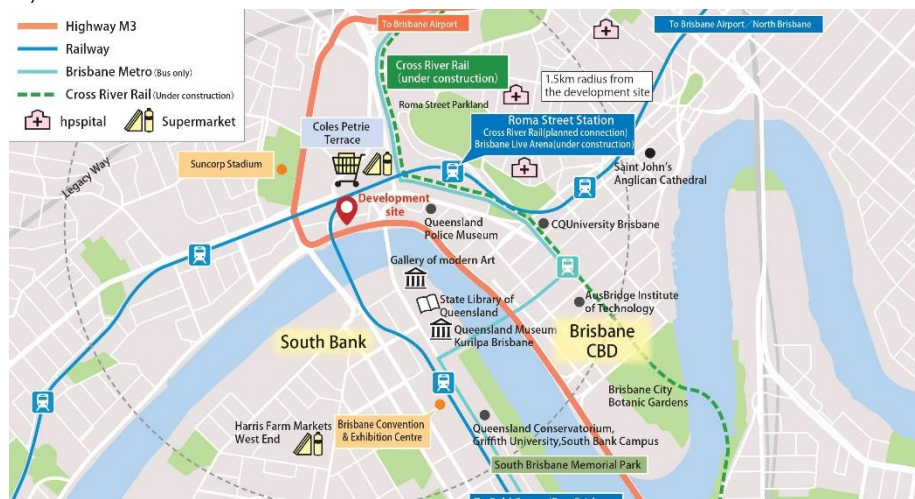 Highway M3
Railway
Brisbane Metro (Bus only)
Cross River Rail (Under construction)
hpspital
Supermarket
To Brisbane Airport
To Brisbane Airport／North Brisbane
Cross River Rail
(under construction)
1.5km radius from
the development site
Roma Street Parkland
Roma Street Station
Cross River Rail(planned connection)
Brisbane Live Arena(under construction)
Coles Petrie
Terrace
Suncorp Stadium
Legacy Way
Saint John's
Anglican Cathedral
Development
site
Queensland
Police Museum
CQUniversity Brisbane
Gallery of modern Art
State Library of
Queensland
AusBridge Institute
of Technology
Queensland Museum
Kurilpa Brisbane
South Bank
Brisbane
CBD
Brisbane City
Botanic Gardens
Harris Farm Markets
West End
Brisbane Convention
& Exhibition Centre
Queensland Conservatorium,
Griffith University,South Bank Campus
South Brisbane Memorial Park